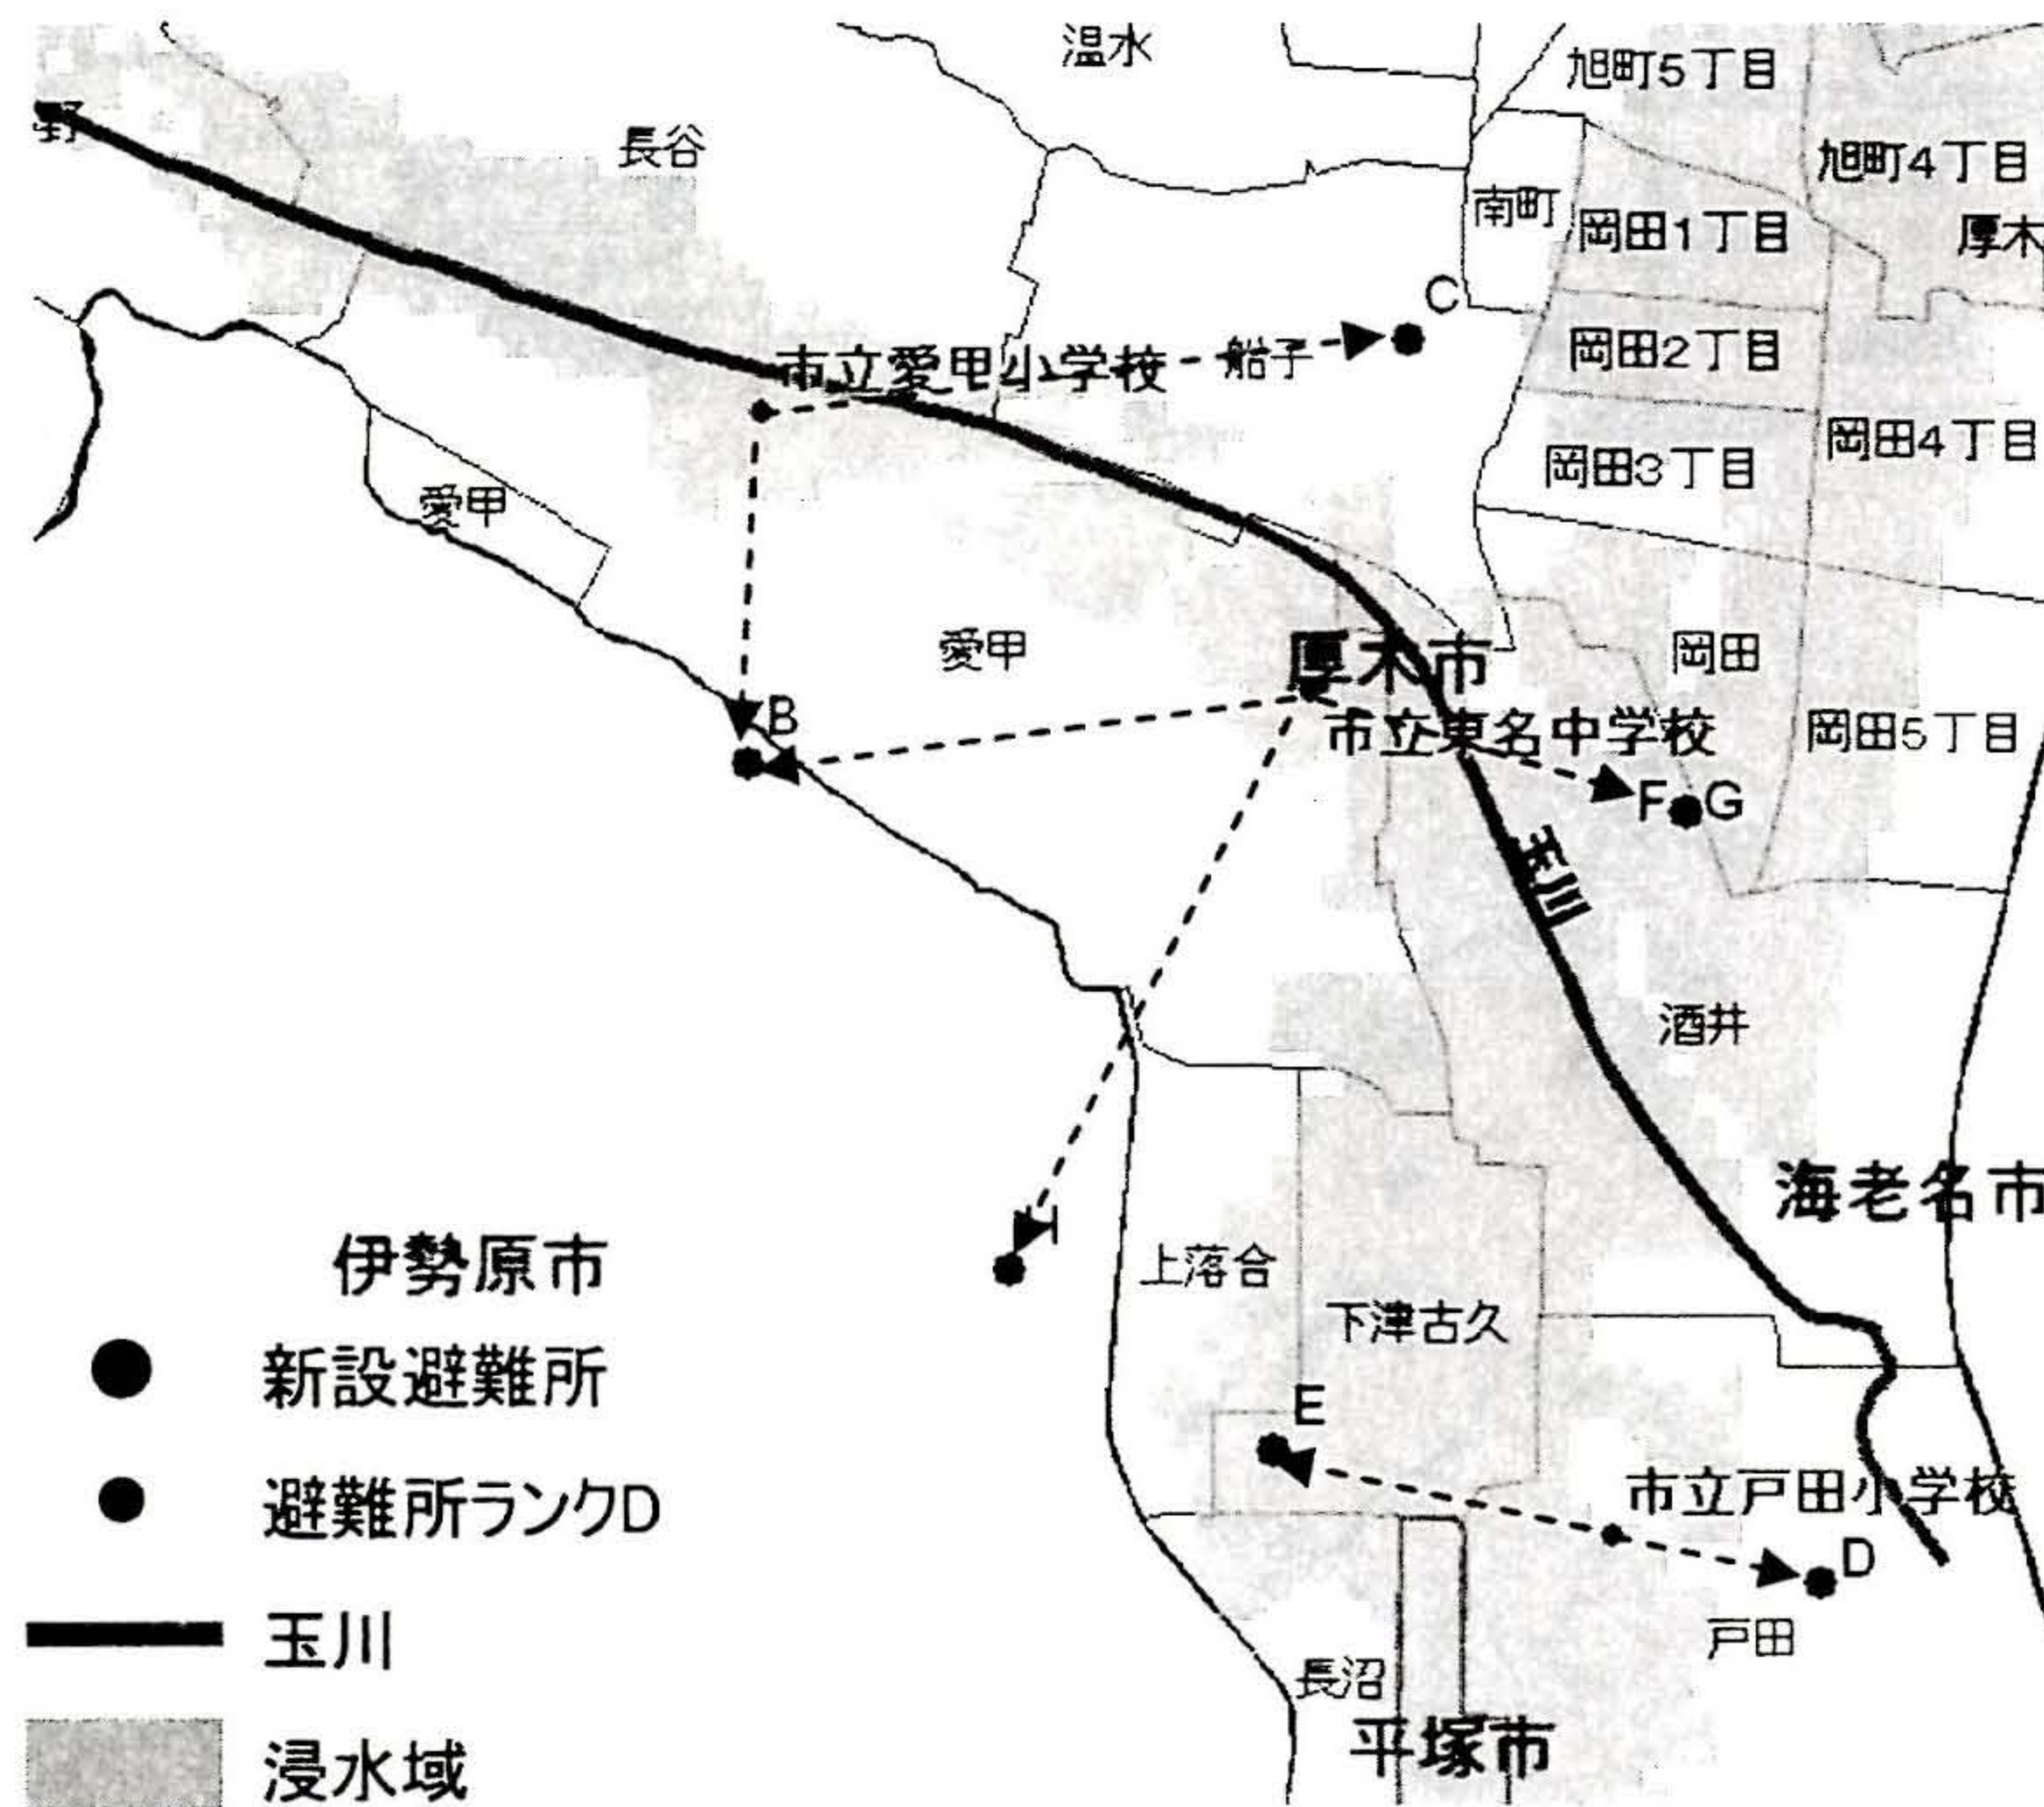 温水
旭町5丁目
野
長谷
旭町4丁目
南町
岡田1丁目
厚木
C
市立愛甲小学校
船子
岡田2丁目
岡田4丁目
岡田3丁目
愛甲
愛甲
厚木市
岡田
B
市立東名中学校
岡田5丁目
F
G
玉川
酒井
海老名市
伊勢原市
上落合
下津古久
新設避難所
E
避難所ランクD
市立戸田小学校
D
玉川
戸田
長沼
平塚市
浸水域